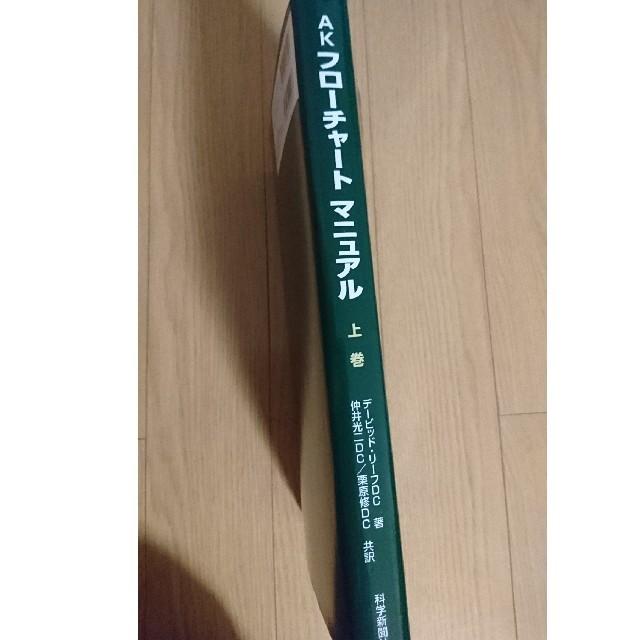 AKフローチャート マニュアル
上巻
デービッド・リーフDC 著
仲井光二DC/栗原修DC 共訳
科学新聞